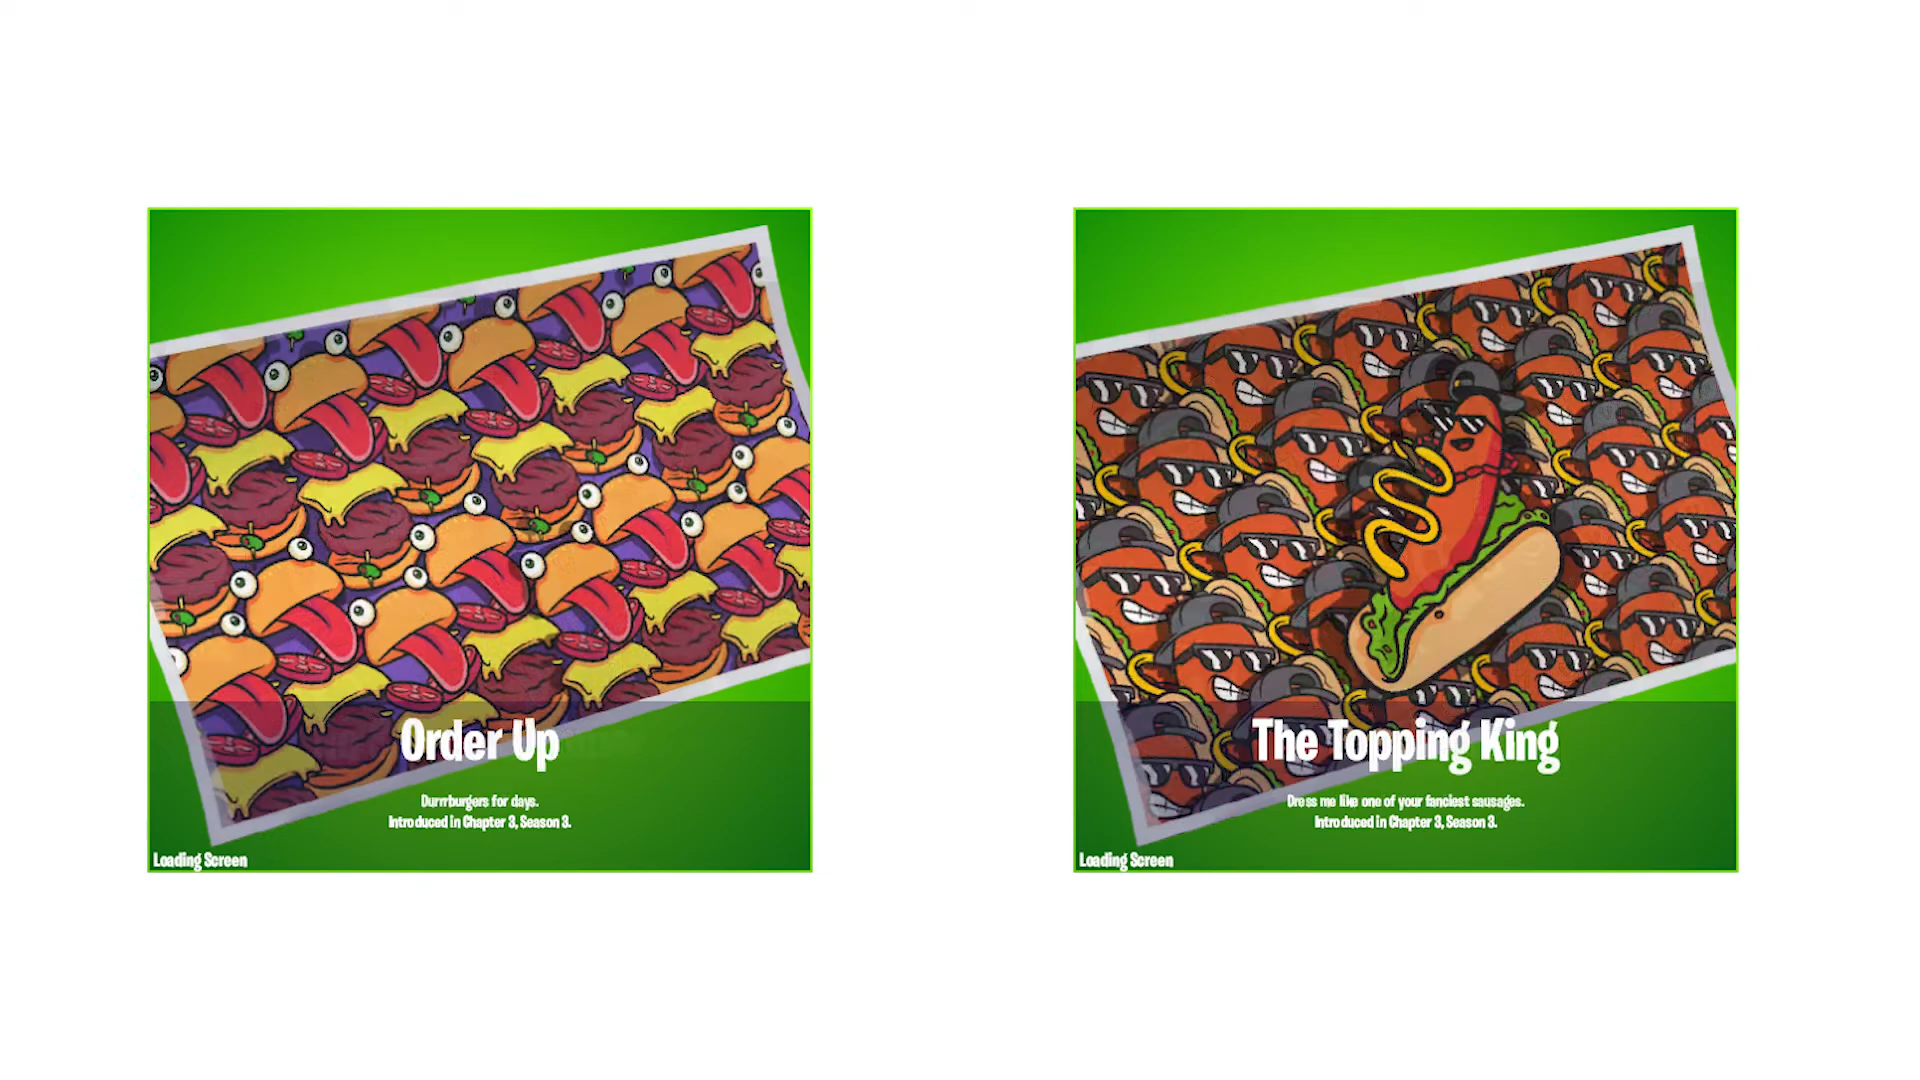 Order Up
Durrrburgers for days.
Introduced in Chapter 3, Season 3.
Loading Screen
The Topping King
Dress me like one of your fanciest sausages.
Introduced in Chapter 3, Season 3.
Loading Screen